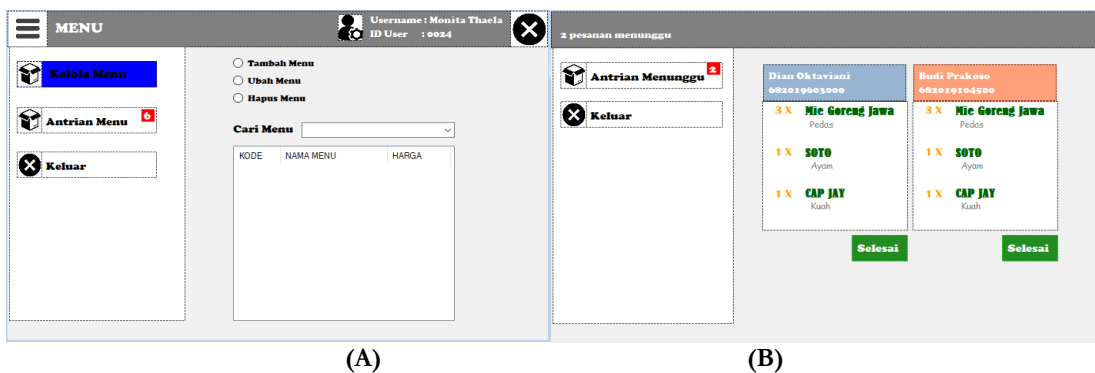 MENU
Username : Monita Thaela
ID User : 0024
Kelola Menu
Antrian Menu 6
Keluar
Tambah Menu
Ubah Menu
Hapus Menu
Cari Menu
KODE NAMA MENU HARGA
(A)
2 pesanan menunggu
Antrian Menunggu 2
Keluar
Dian Oktaviani
682019603000
3 X Mie Goreng Jawa
Pedas
1 X SOTO
Ayam
1 X CAP JAY
Kuah
Selesai
Budi Prakoso
682019104500
3 X Mie Goreng Jawa
Pedas
1 X SOTO
Ayam
1 X CAP JAY
Kuah
Selesai
(B)